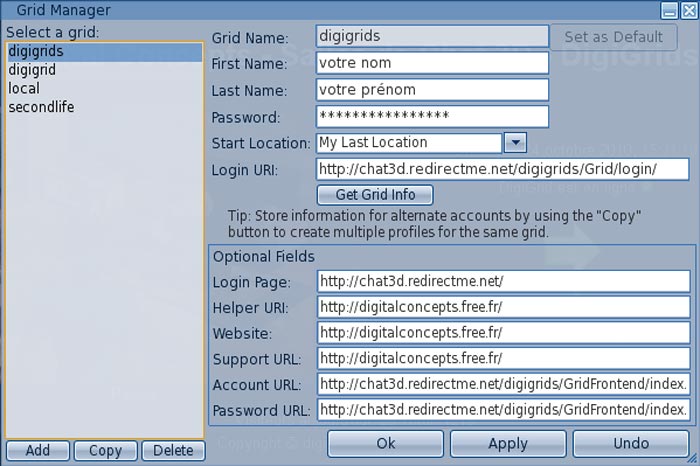 Grid Manager
Select a grid:
digigrids
digigrid
local
secondlife
Add
Copy
Delete
Grid Name: digigrids
Set as Default
First Name: votre nom
Last Name: votre prénom
Password: ****************
Start Location: My Last Location
Login URI: http://chat3d.redirectme.net/digigrids/Grid/login/
Get Grid Info
Tip: Store information for alternate accounts by using the "Copy"
button to create multiple profiles for the same grid.
Optional Fields
Login Page: http://chat3d.redirectme.net/
Helper URI: http://digitalconcepts.free.fr/
Website: http://digitalconcepts.free.fr/
Support URL: http://digitalconcepts.free.fr/
Account URL: http://chat3d.redirectme.net/digigrids/GridFrontend/index.
Password URL: http://chat3d.redirectme.net/digigrids/GridFrontend/index.
Ok
Apply
Undo